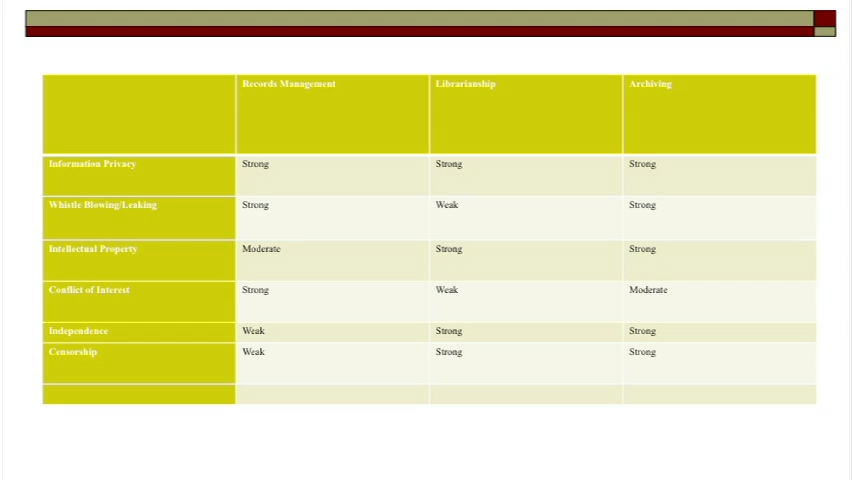 Records Management Librarianship Archiving
Information Privacy Strong Strong Strong
Whistle Blowing/Leaking Strong Weak Strong
Intellectual Property Moderate Strong Strong
Conflict of Interest Strong Weak Moderate
Independence Weak Strong Strong
Censorship Weak Strong Strong